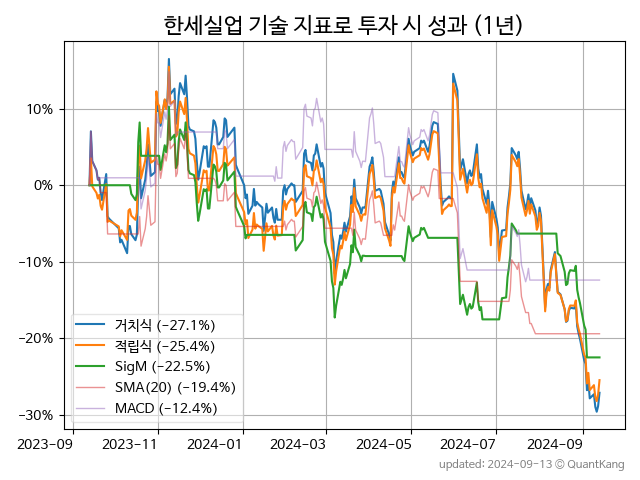 한세실업 기술 지표로 투자 시 성과 (1년)
10%
0%
−10%
−20%
−30%
거치식 (−27.1%)
적립식 (−25.4%)
SigM (−22.5%)
SMA(20) (−19.4%)
MACD (−12.4%)
2023-09 2023-11 2024-01 2024-03 2024-05 2024-07 2024-09
updated: 2024-09-13 © QuantKang